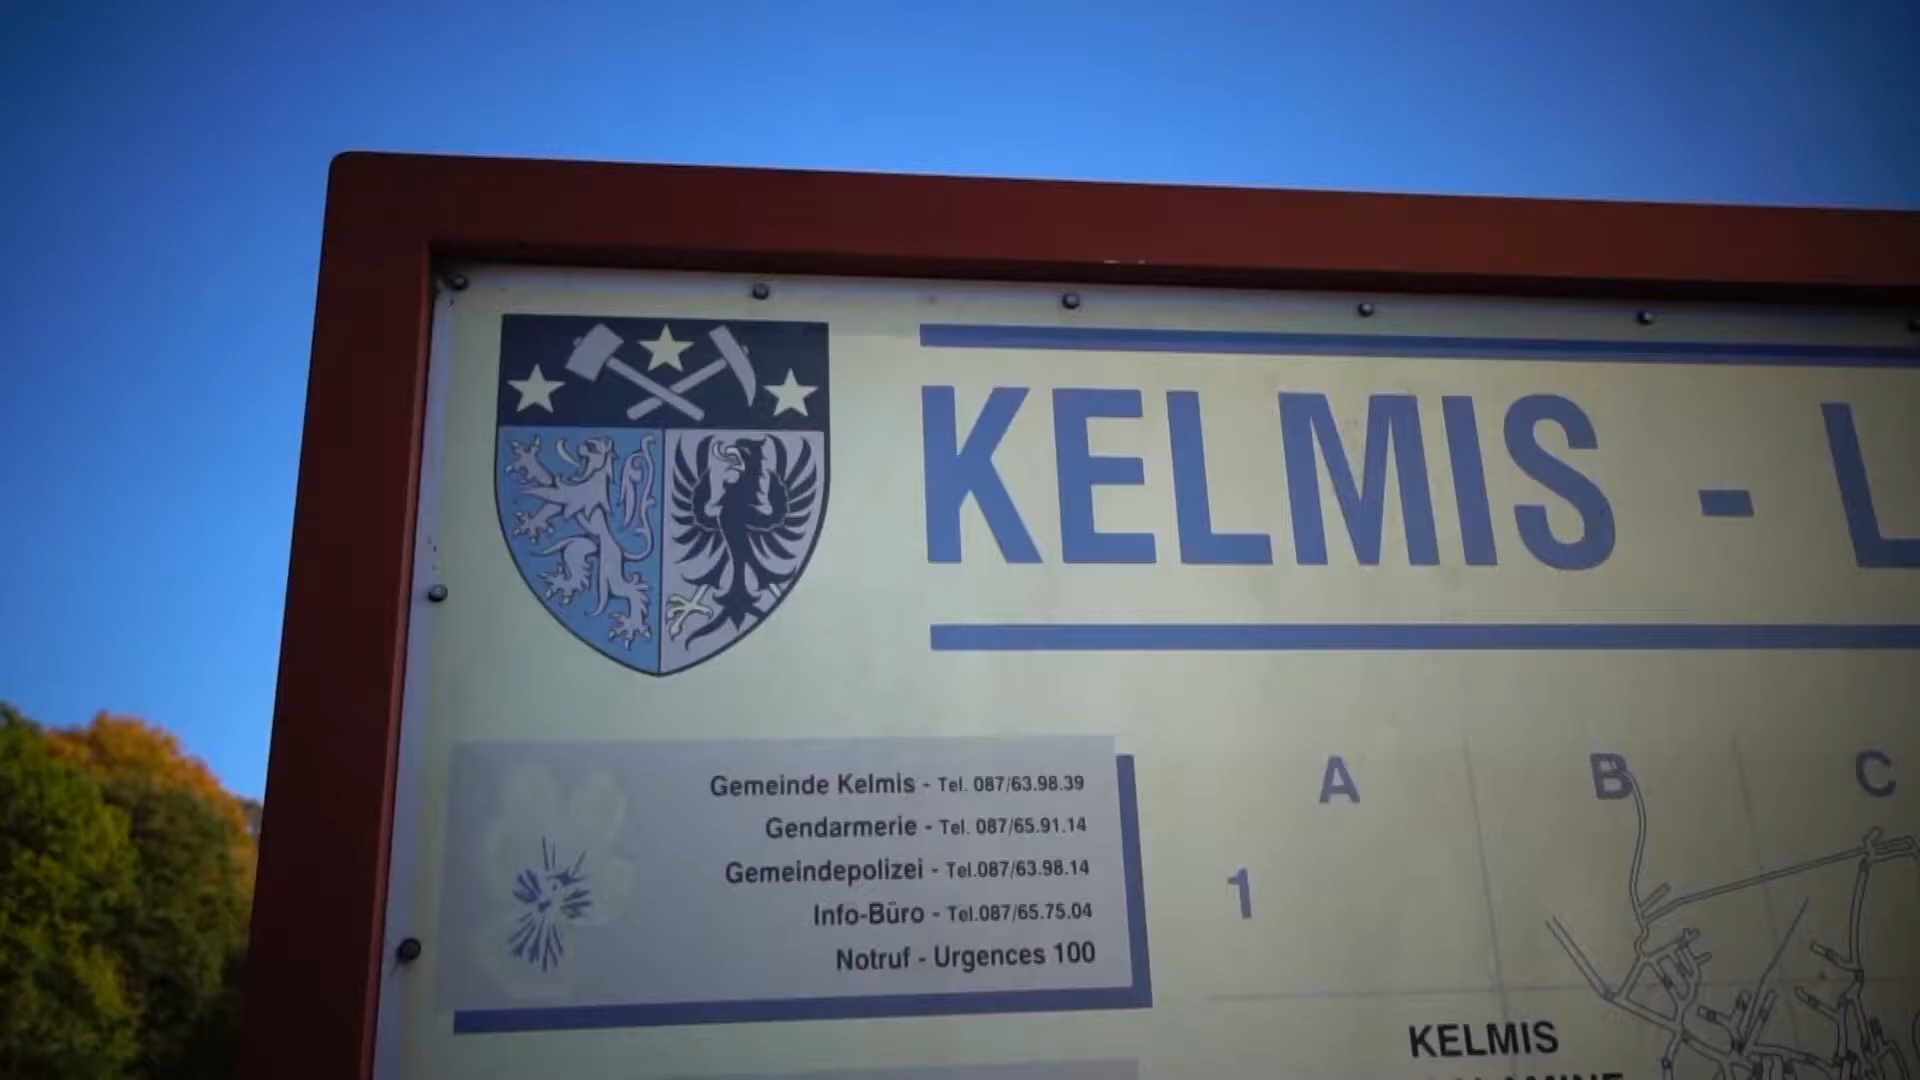 KELMIS - L
Gemeinde Kelmis - Tel. 087/63.98.39
Gendarmerie - Tel. 087/65.91.14
Gemeindepolizei - Tel.087/63.98.14
Info-Büro - Tel.087/65.75.04
Notruf - Urgences 100
A B C
1
KELMIS